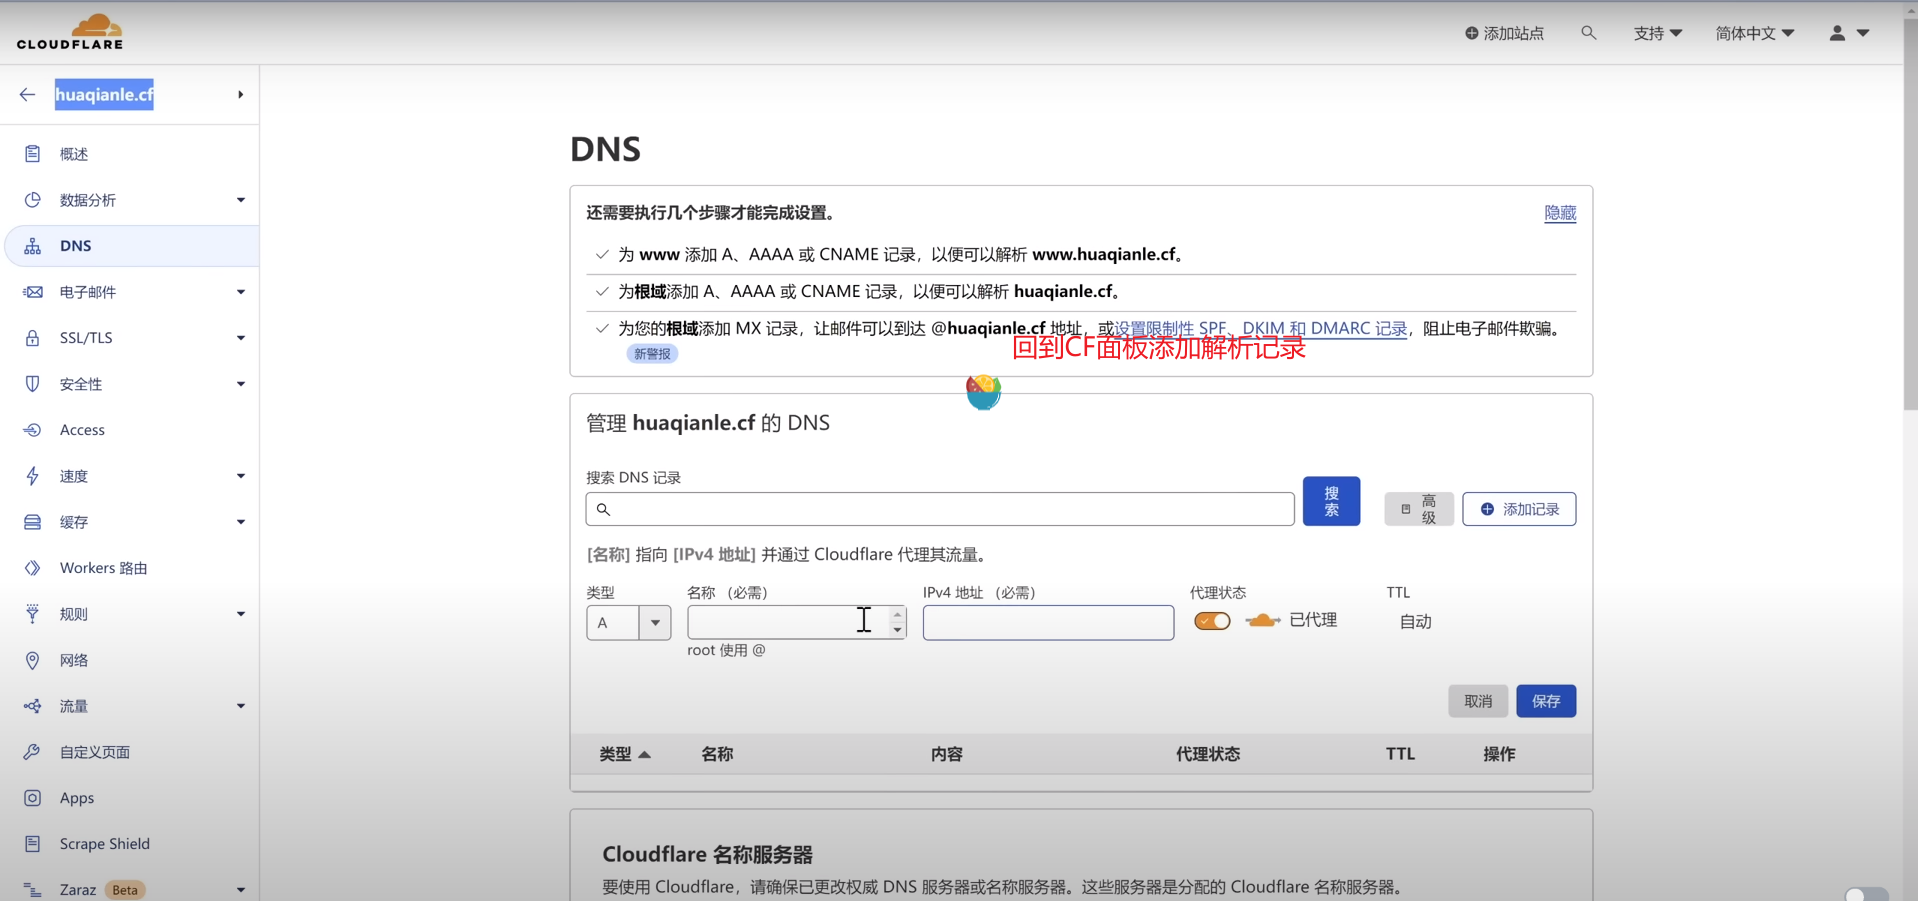 CLOUDFLARE
添加站点
支持
简体中文
huaqianle.cf
概述
数据分析
DNS
电子邮件
SSL/TLS
安全性
Access
速度
缓存
Workers 路由
规则
网络
流量
自定义页面
Apps
Scrape Shield
Zaraz Beta
DNS
还需要执行几个步骤才能完成设置。
隐藏
为 www 添加 A、AAAA 或 CNAME 记录，以便可以解析 www.huaqianle.cf。
为根域添加 A、AAAA 或 CNAME 记录，以便可以解析 huaqianle.cf。
为您的根域添加 MX 记录，让邮件可以到达 @huaqianle.cf 地址，或设置限制性 SPF、DKIM 和 DMARC 记录，阻止电子邮件欺骗。
新警报
回到CF面板添加解析记录
管理 huaqianle.cf 的 DNS
搜索 DNS 记录
搜索
高级
添加记录
[名称] 指向 [IPv4 地址] 并通过 Cloudflare 代理其流量。
类型 名称 （必需） IPv4 地址 （必需） 代理状态 TTL
A 已代理 自动
root 使用 @
取消 保存
类型 名称 内容 代理状态 TTL 操作
Cloudflare 名称服务器
要使用 Cloudflare，请确保已更改权威 DNS 服务器或名称服务器。这些服务器是分配的 Cloudflare 名称服务器。